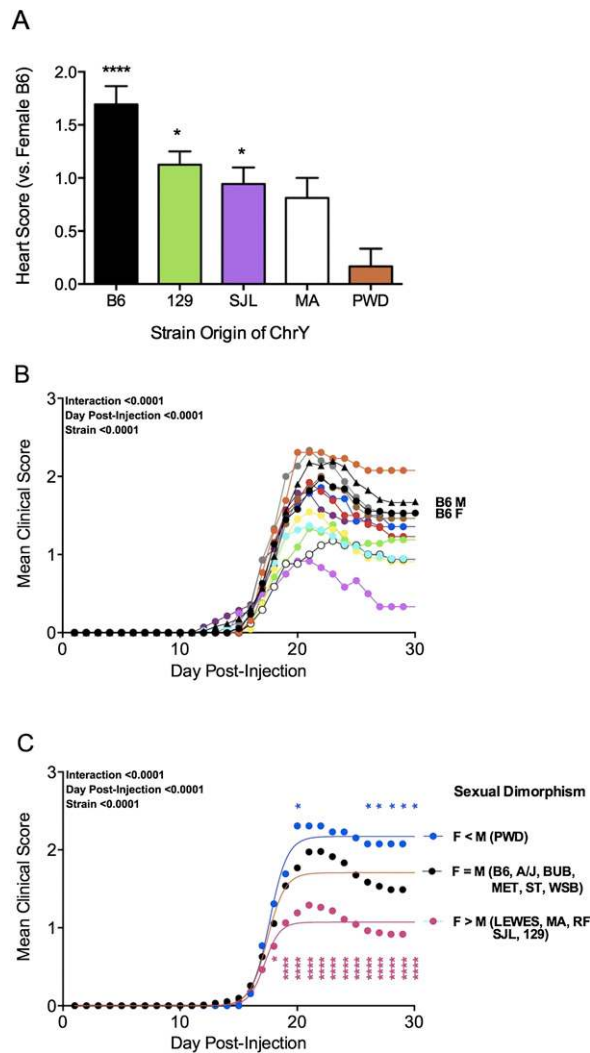 A
Heart Score (vs. Female B6)
2.0
1.5
1.0
0.5
0.0
****
*
*
B6 129 SJL MA PWD
Strain Origin of ChrY
B
Interaction <0.0001
Day Post-Injection <0.0001
Strain <0.0001
Mean Clinical Score
3
2
1
0
B6 M
B6 F
0 10 20 30
Day Post-Injection
C
Interaction <0.0001
Day Post-Injection <0.0001
Strain <0.0001
Mean Clinical Score
3
2
1
0
* * * * * *
Sexual Dimorphism
F < M (PWD)
F = M (B6, A/J, BUB,
MET, ST, WSB)
F > M (LEWES, MA, RF
SJL, 129)
0 10 20 30
Day Post-Injection